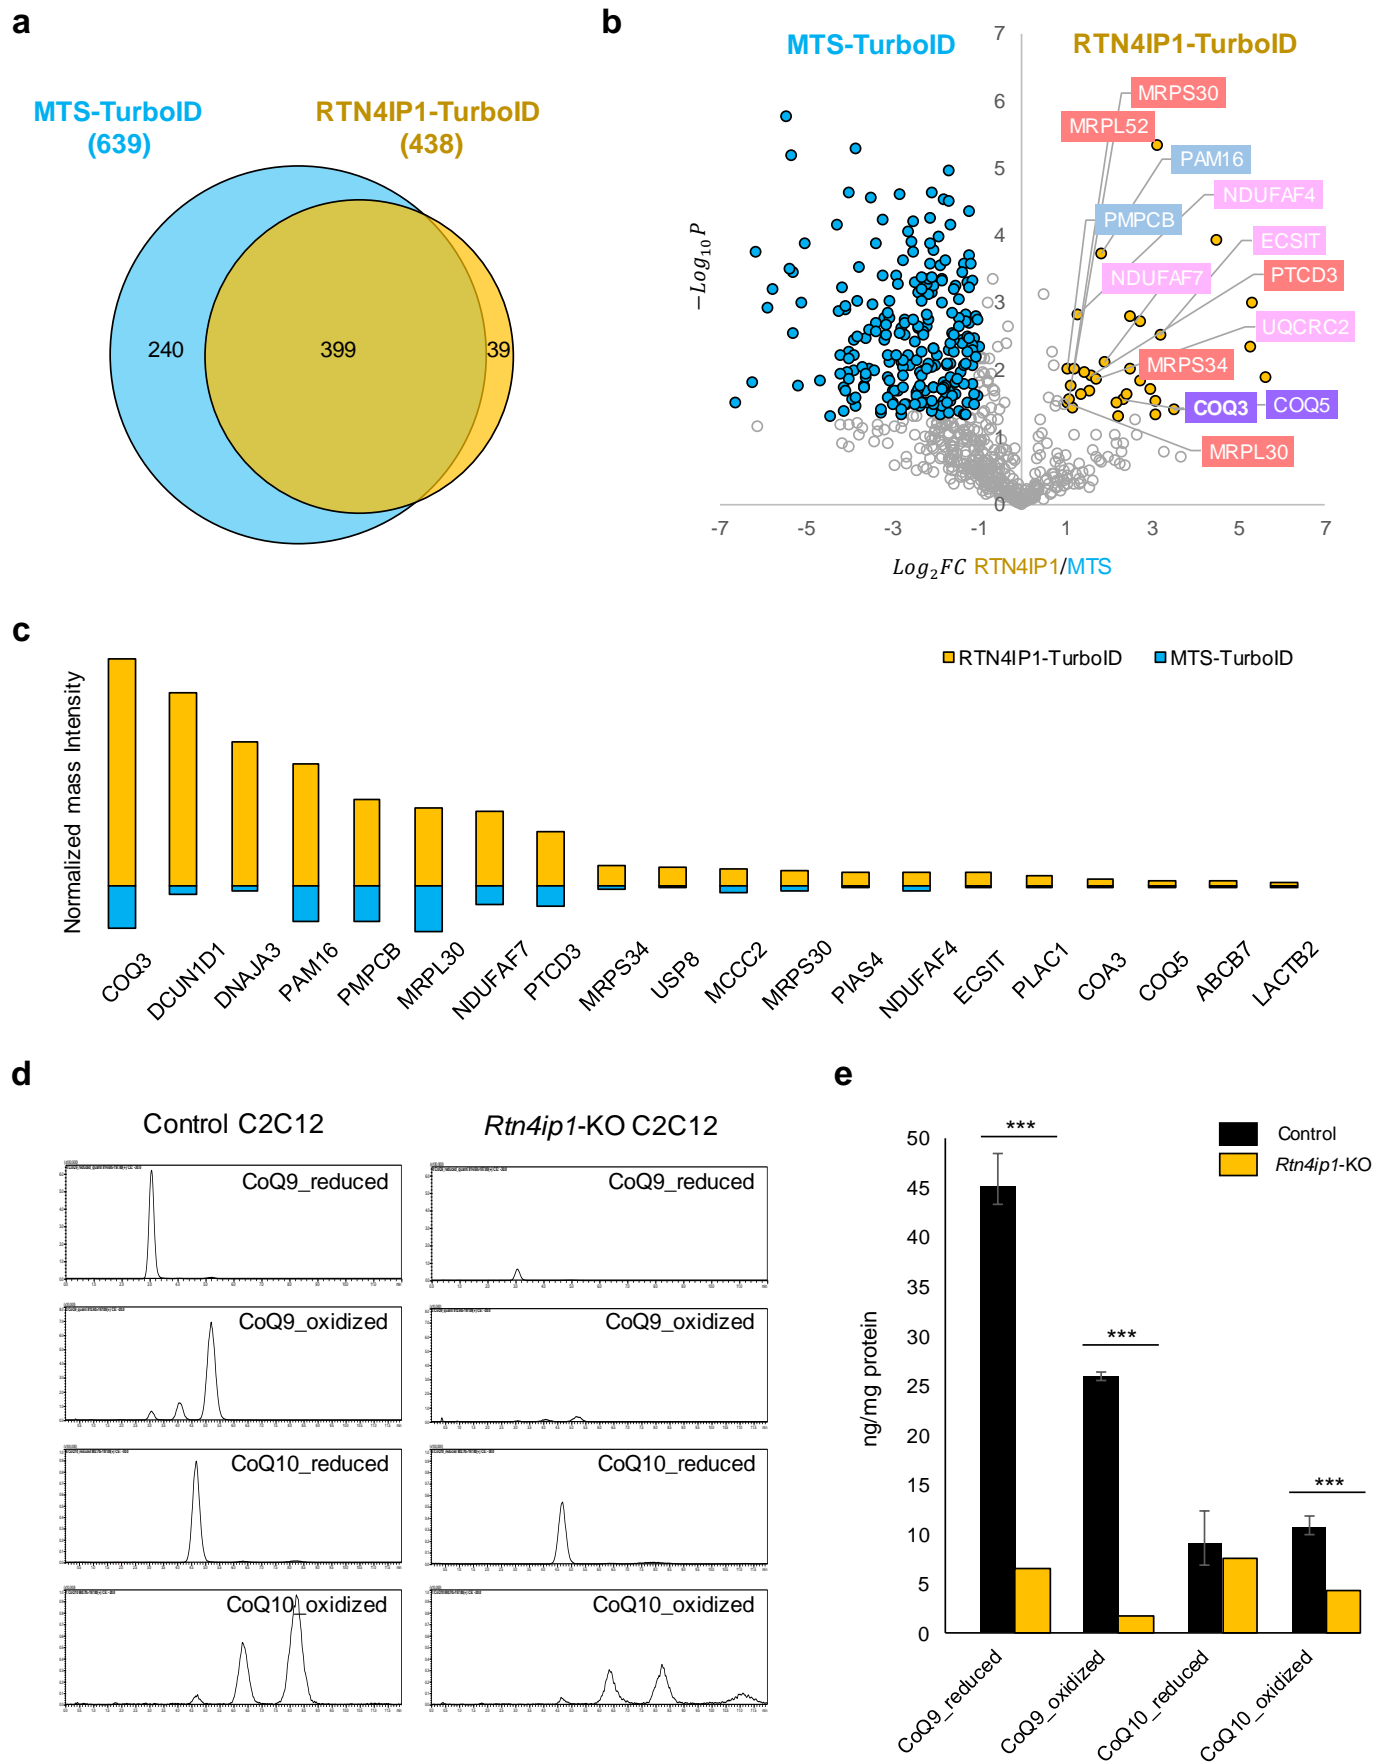 a
MTS-TurboID
(639)
RTN4IP1-TurboID
(438)
240
399
39
b
MTS-TurboID
RTN4IP1-TurboID
7
6
5
4
3
2
1
0
−Log₁₀P
MRPS30
MRPL52
PAM16
NDUFAF4
PMPCB
ECSIT
NDUFAF7
PTCD3
UQCRC2
MRPS34
COQ3
COQ5
MRPL30
-7
-5
-3
-1
1
3
5
7
Log₂FC RTN4IP1/MTS
c
RTN4IP1-TurboID
MTS-TurboID
Normalized mass Intensity
COQ3
DCUN1D1
DNAJA3
PAM16
PMPCB
MRPL30
NDUFAF7
PTCD3
MRPS34
USP8
MCCC2
MRPS30
PIAS4
NDUFAF4
ECSIT
PLAC1
COA3
COQ5
ABCB7
LACTB2
d
Control C2C12
Rtn4ip1-KO C2C12
CoQ9_reduced
CoQ9_reduced
CoQ9_oxidized
CoQ9_oxidized
CoQ10_reduced
CoQ10_reduced
CoQ10_oxidized
CoQ10_oxidized
e
Control
Rtn4ip1-KO
***
***
***
ng/mg protein
50
45
40
35
30
25
20
15
10
5
0
CoQ9_reduced
CoQ9_oxidized
CoQ10_reduced
CoQ10_oxidized